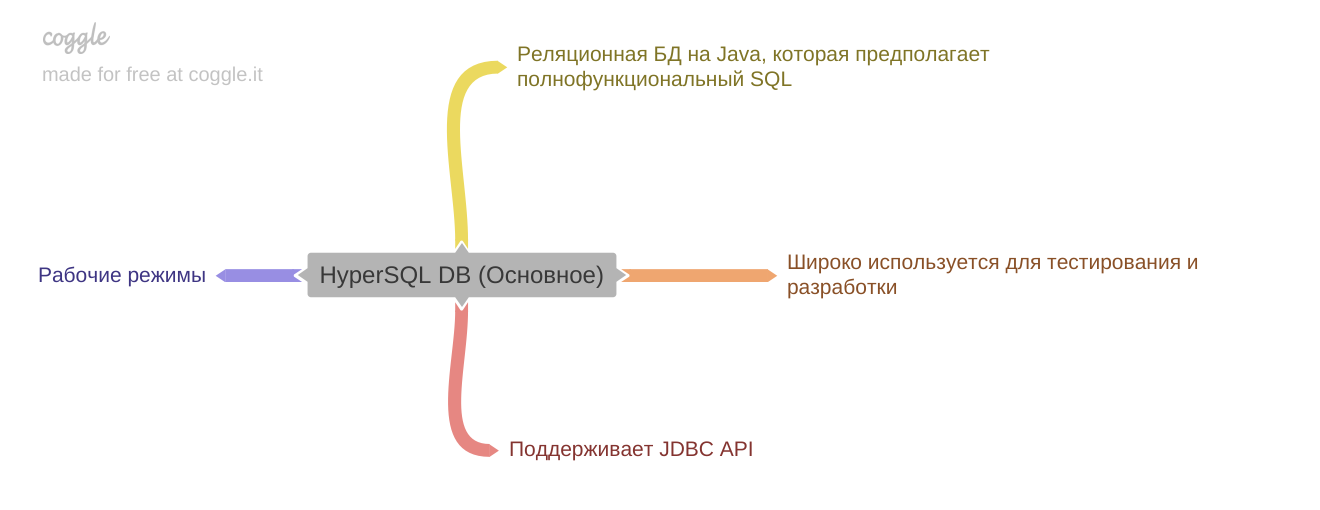 coggle
made for free at coggle.it
Реляционная БД на Java, которая предполагает
полнофункциональный SQL
Рабочие режимы
HyperSQL DB (Основное)
Широко используется для тестирования и
разработки
Поддерживает JDBC API